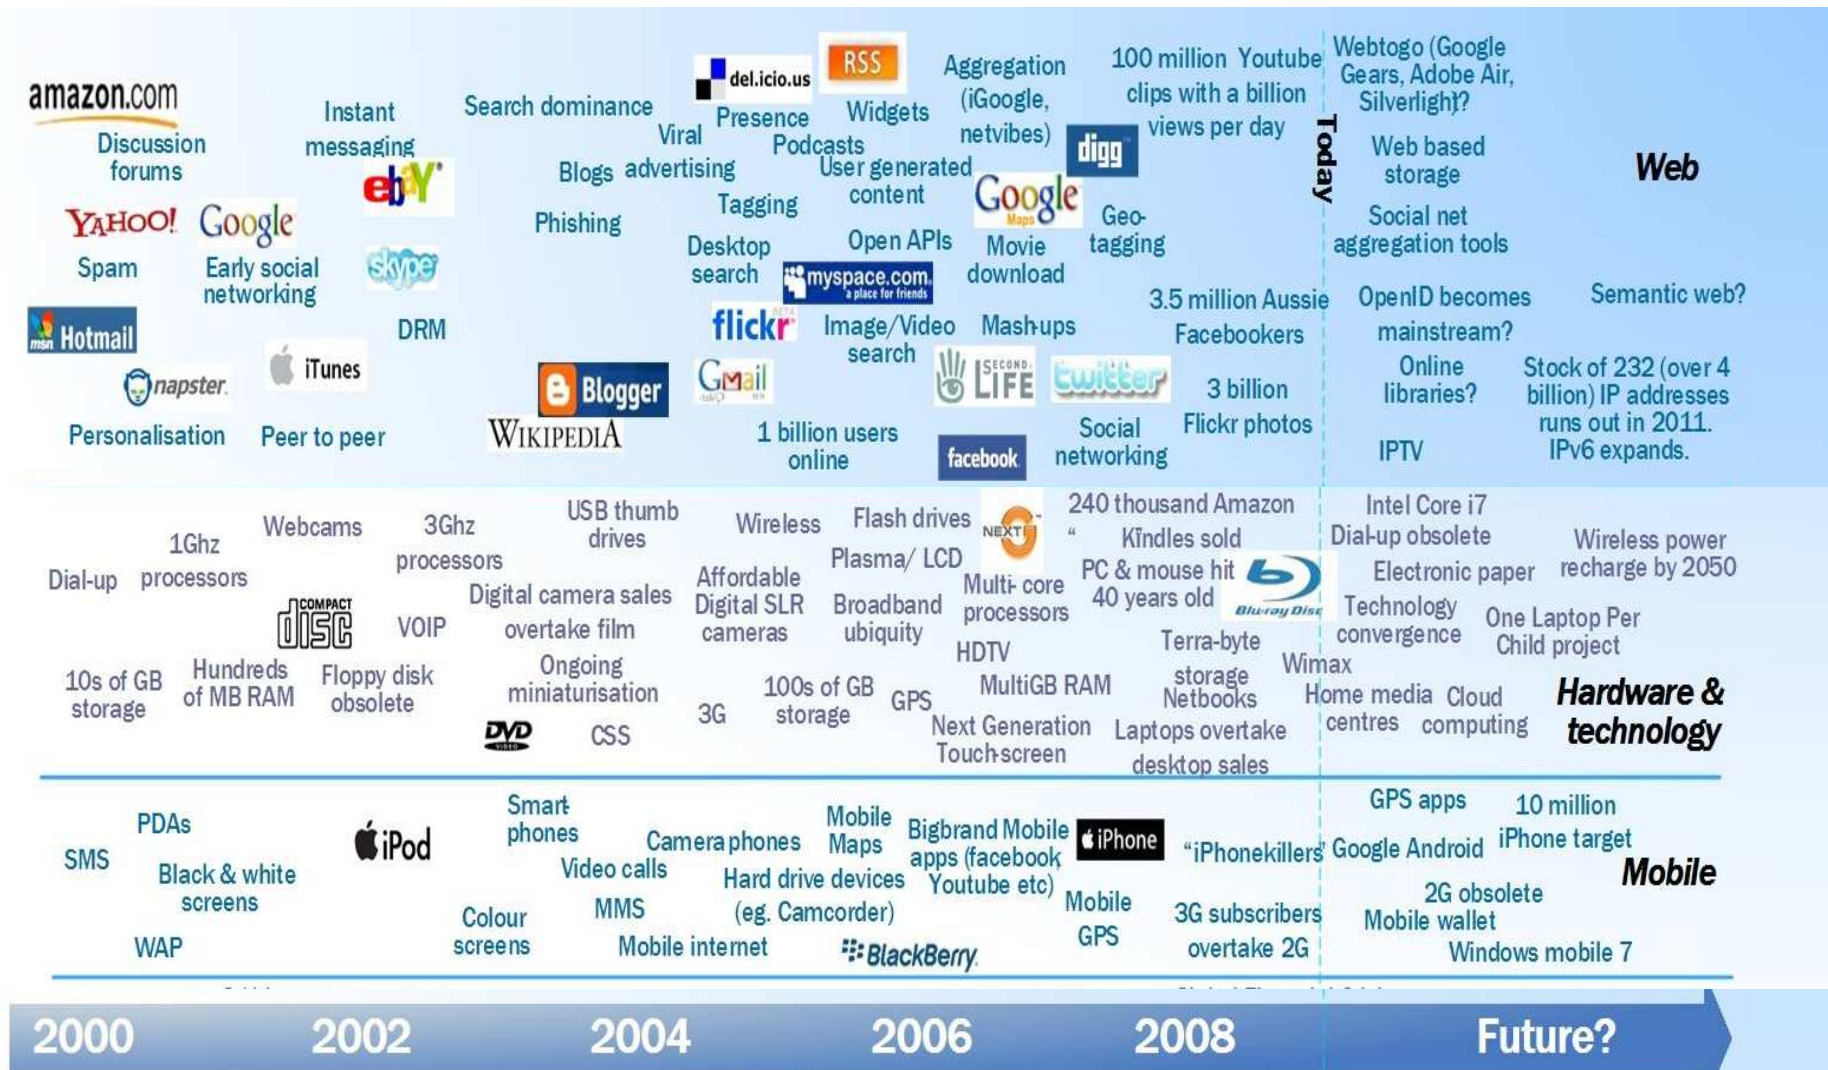 amazon.com
Discussion
forums
YAHOO!
Google
Spam
Early social
networking
msn Hotmail
napster.
iTunes
Personalisation
Peer to peer
Instant
messaging
ebaY
skype
DRM
Search dominance
Viral
advertising
Blogs
Phishing
Blogger
WIKIPEDIA
del.icio.us
Presence
Podcasts
Tagging
Desktop
search
myspace.com.
a place for friends
flickr
BETA
GMail
1 billion users
online
RSS
Widgets
User generated
content
Open APIs
Image/Video
search
Aggregation
(iGoogle,
netvibes)
Google
Maps
Movie
download
Mash-ups
SECOND.
LIFE
facebook
100 million Youtube
clips with a billion
views per day
digg
Geo-
tagging
3.5 million Aussie
Facebookers
twitter
3 billion
Flickr photos
Social
networking
Today
Webtogo (Google
Gears, Adobe Air,
Silverlight?
Web based
storage
Social net
aggregation tools
OpenID becomes
mainstream?
Online
libraries?
IPTV
Web
Semantic web?
Stock of 232 (over 4
billion) IP addresses
runs out in 2011.
IPv6 expands.
Dial-up
1Ghz
processors
Webcams
COMPACT
disc
10s of GB
storage
Hundreds
of MB RAM
Floppy disk
obsolete
3Ghz
processors
VOIP
USB thumb
drives
Digital camera sales
overtake film
Ongoing
miniaturisation
DVD
VIDEO
CSS
Wireless
Affordable
Digital SLR
cameras
3G
100s of GB
storage
Flash drives
Plasma/ LCD
Broadband
ubiquity
GPS
NEXTG
Multi- core
processors
HDTV
MultiGB RAM
Next Generation
Touch-screen
240 thousand Amazon
“ Kindles sold
PC & mouse hit
40 years old
Blu-ray Disc
Terra-byte
storage
Netbooks
Laptops overtake
desktop sales
Wimax
Intel Core i7
Dial-up obsolete
Electronic paper
Technology
convergence
Home media
centres
Cloud
computing
Wireless power
recharge by 2050
One Laptop Per
Child project
Hardware &
technology
SMS
PDAs
Black & white
screens
WAP
iPod
Smart-
phones
Video calls
Colour
screens
MMS
Mobile internet
Camera phones
Hard drive devices
(eg. Camcorder)
Mobile
Maps
BlackBerry.
Bigbrand Mobile
apps (facebook,
Youtube etc)
iPhone
Mobile
GPS
“iPhonekillers”
3G subscribers
overtake 2G
GPS apps
Google Android
10 million
iPhone target
2G obsolete
Mobile wallet
Windows mobile 7
Mobile
2000
2002
2004
2006
2008
Future?